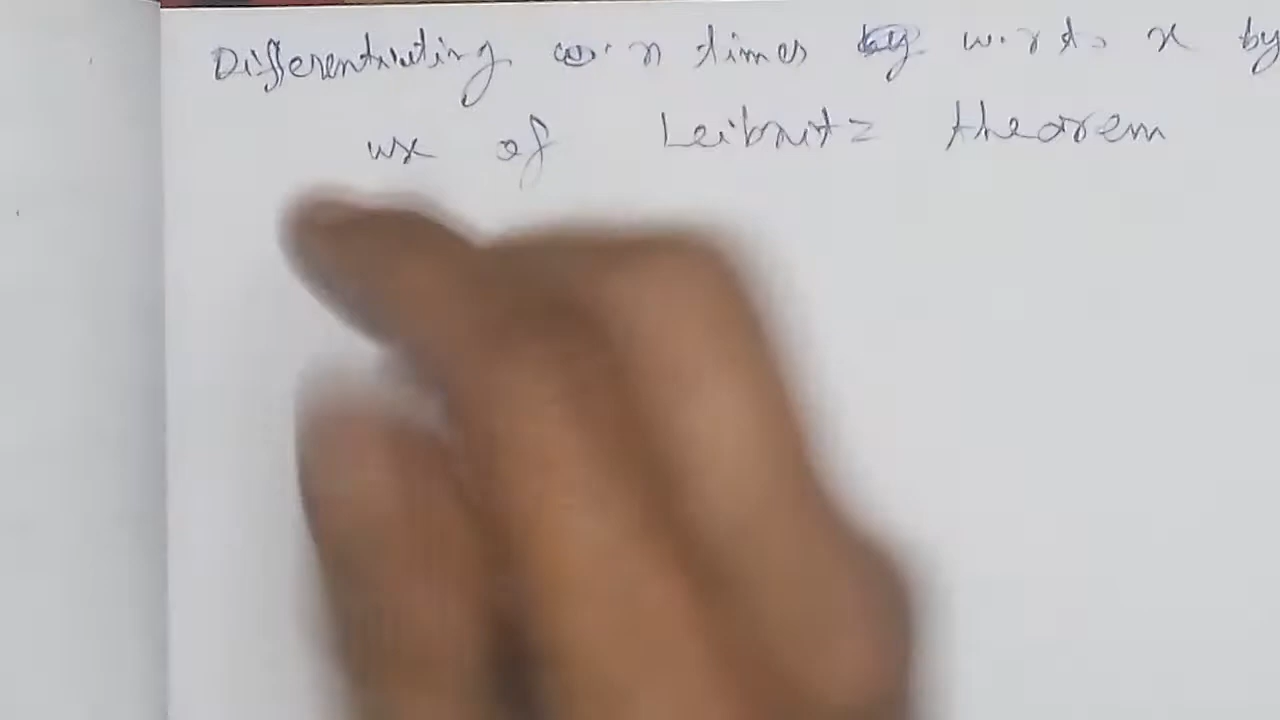 Differentiating n times w.r.t. x by
use of Leibnitz theorem